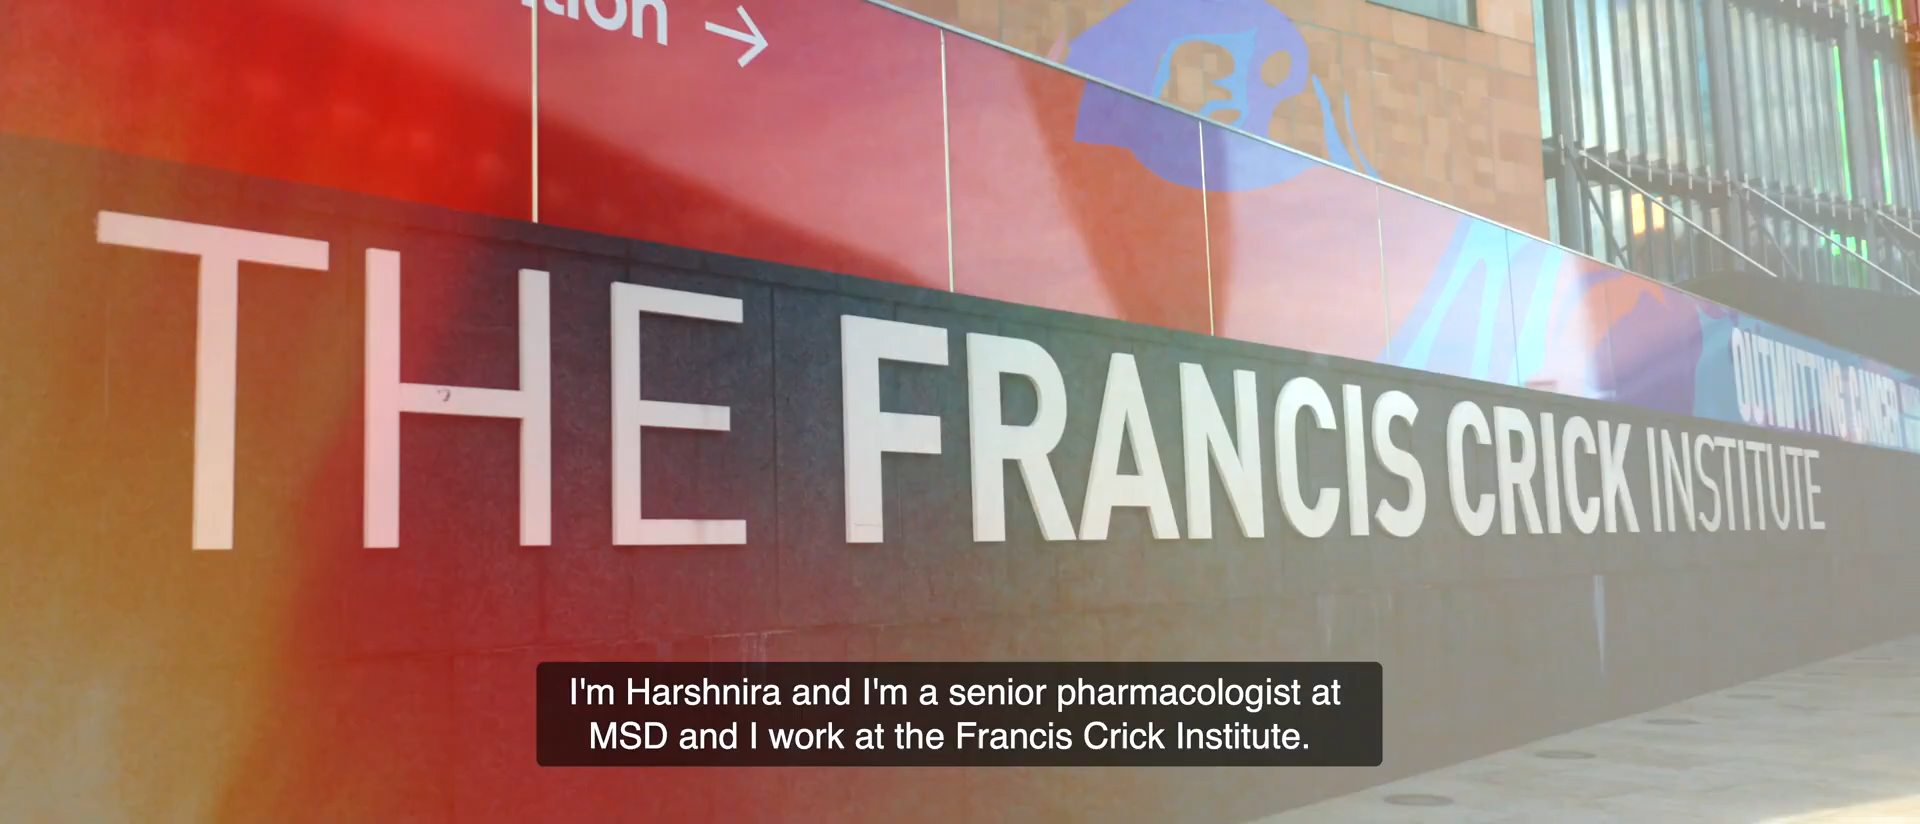 THE FRANCIS CRICK INSTITUTE
OUTWITTING CANCER
I'm Harshnira and I'm a senior pharmacologist at
MSD and I work at the Francis Crick Institute.